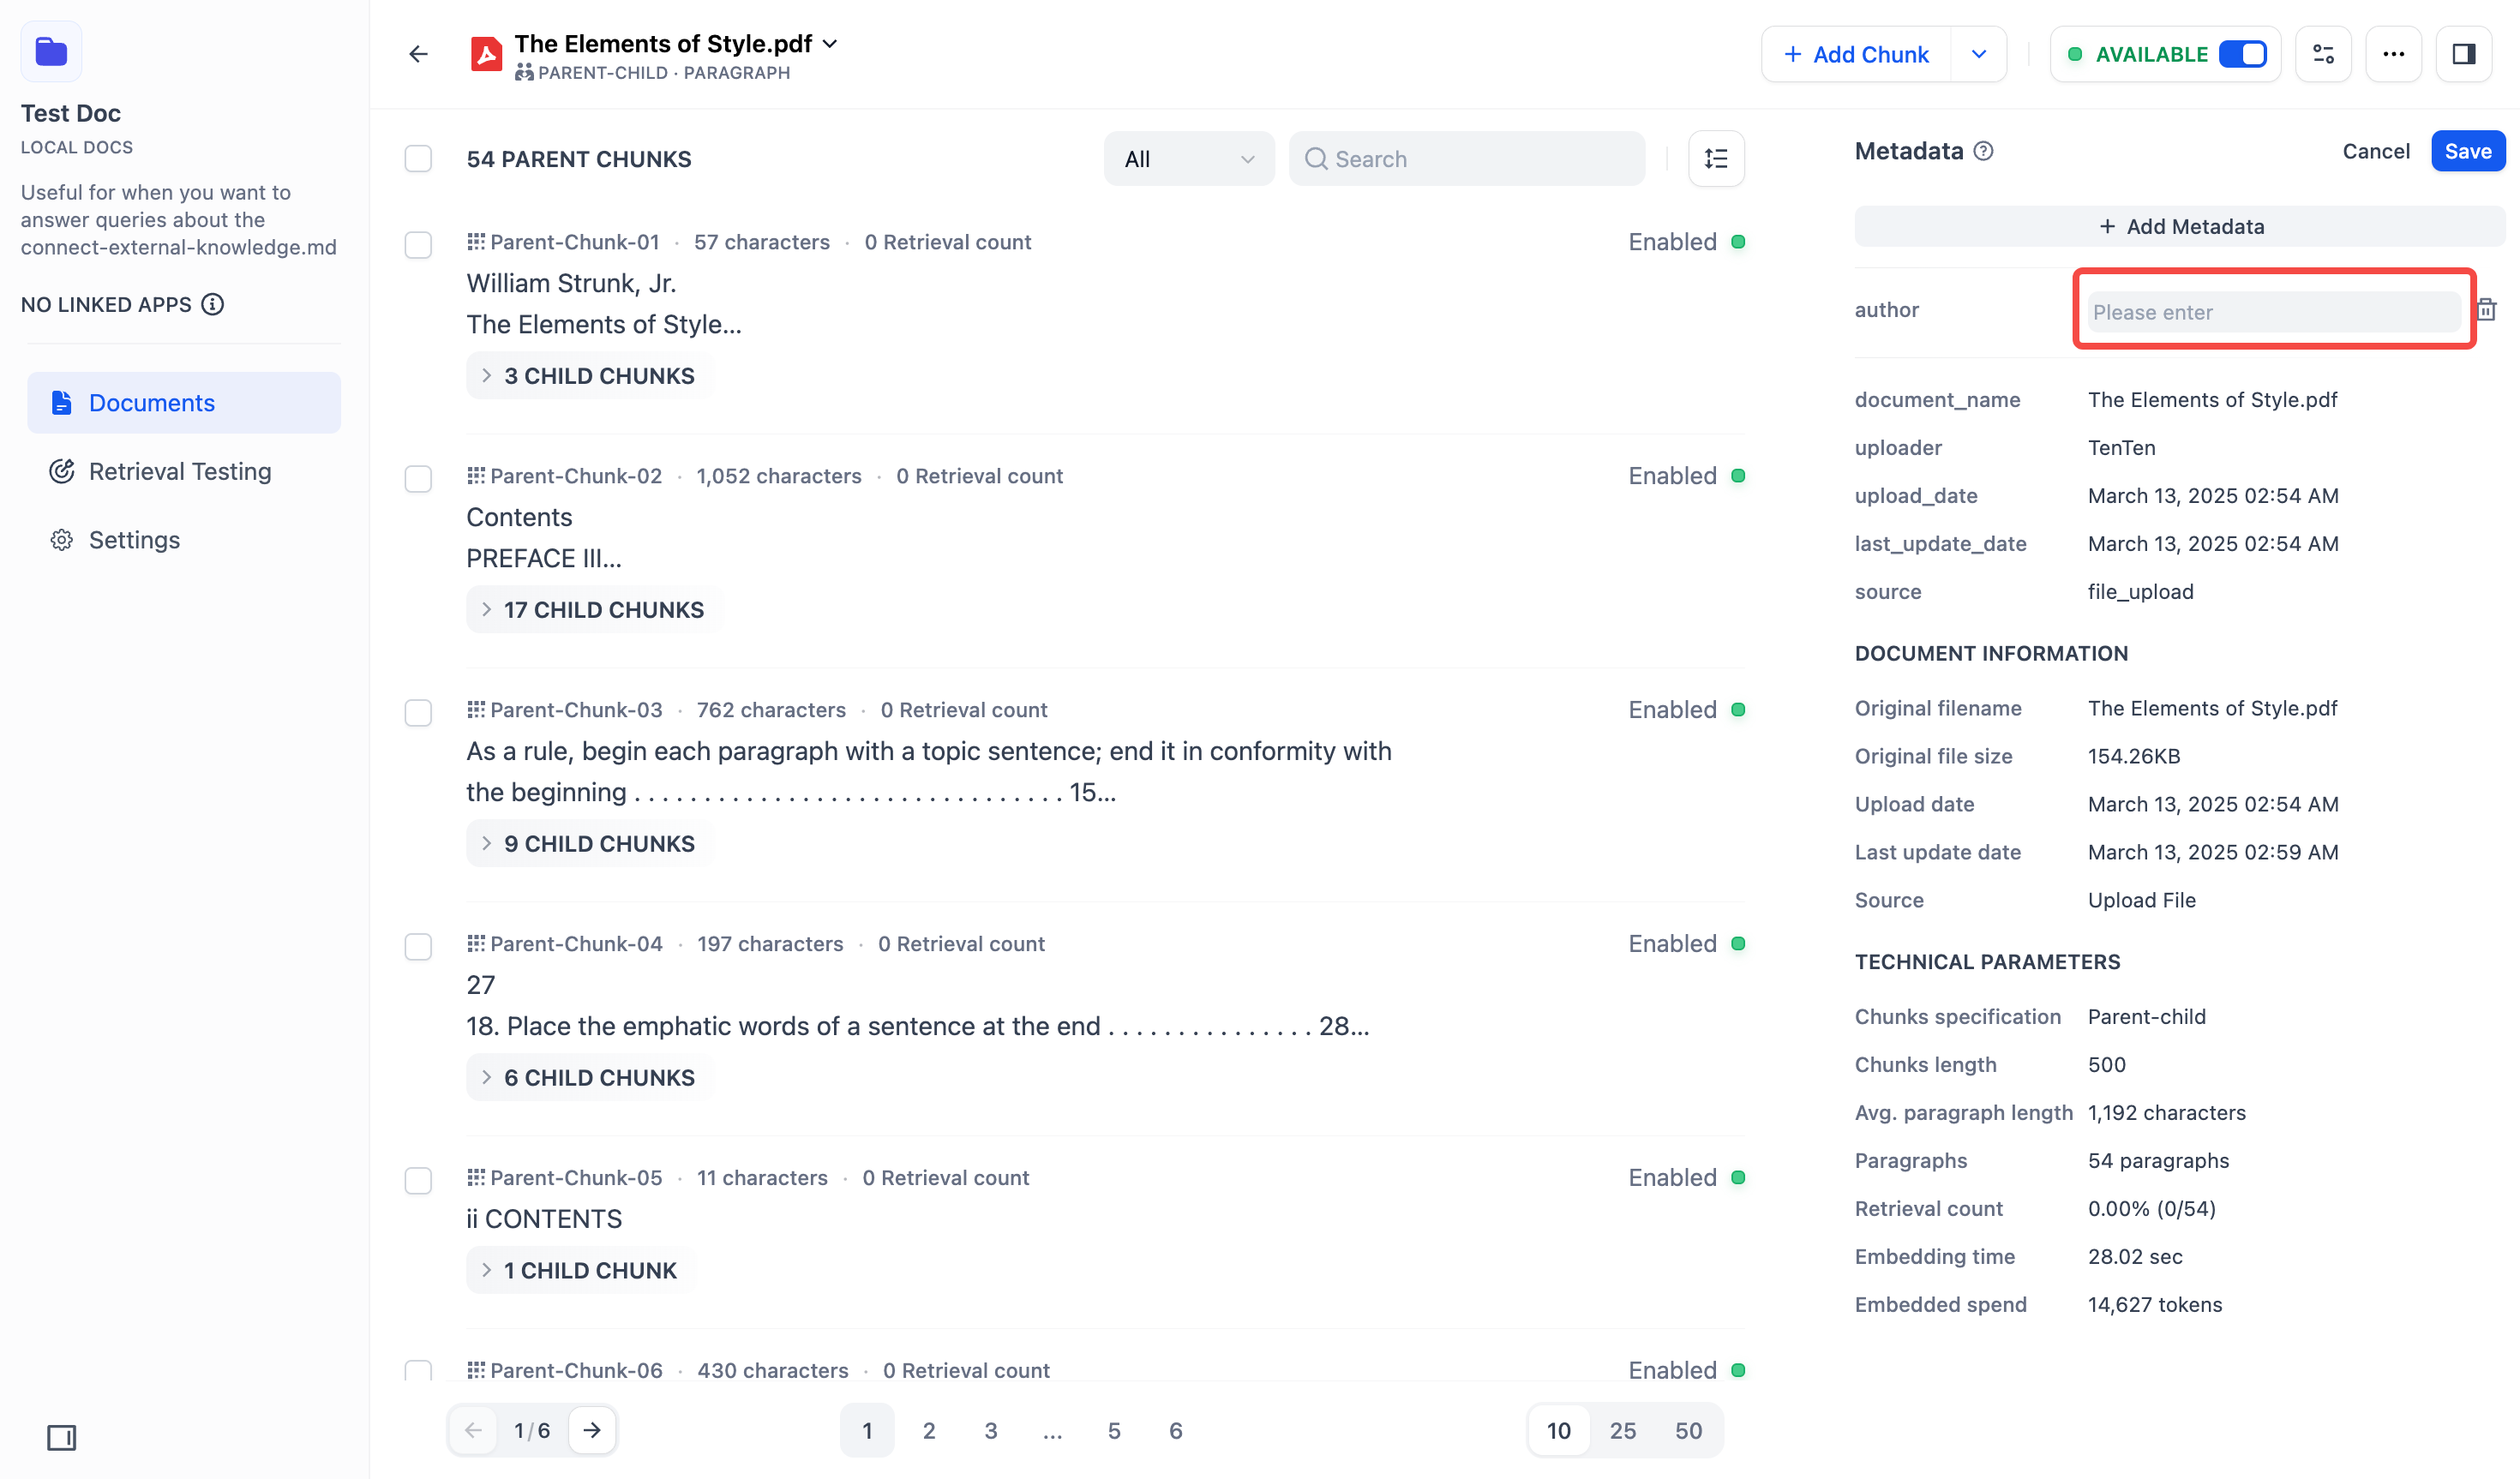 Test Doc
LOCAL DOCS
Useful for when you want to
answer queries about the
connect-external-knowledge.md
NO LINKED APPS
Documents
Retrieval Testing
Settings
The Elements of Style.pdf
PARENT-CHILD · PARAGRAPH
+ Add Chunk
AVAILABLE
54 PARENT CHUNKS
All
Search
Parent-Chunk-01 · 57 characters · 0 Retrieval count
Enabled
William Strunk, Jr.
The Elements of Style...
3 CHILD CHUNKS
Parent-Chunk-02 · 1,052 characters · 0 Retrieval count
Enabled
Contents
PREFACE III...
17 CHILD CHUNKS
Parent-Chunk-03 · 762 characters · 0 Retrieval count
Enabled
As a rule, begin each paragraph with a topic sentence; end it in conformity with
the beginning . . . . . . . . . . . . . . . . . . . . . . . . . . . . . . . 15...
9 CHILD CHUNKS
Parent-Chunk-04 · 197 characters · 0 Retrieval count
Enabled
27
18. Place the emphatic words of a sentence at the end . . . . . . . . . . . . . . . 28...
6 CHILD CHUNKS
Parent-Chunk-05 · 11 characters · 0 Retrieval count
Enabled
ii CONTENTS
1 CHILD CHUNK
Parent-Chunk-06 · 430 characters · 0 Retrieval count
Enabled
1/6
1 2 3 ... 5 6
10 25 50
Metadata
Cancel
Save
+ Add Metadata
author
Please enter
document_name The Elements of Style.pdf
uploader TenTen
upload_date March 13, 2025 02:54 AM
last_update_date March 13, 2025 02:54 AM
source file_upload
DOCUMENT INFORMATION
Original filename The Elements of Style.pdf
Original file size 154.26KB
Upload date March 13, 2025 02:54 AM
Last update date March 13, 2025 02:59 AM
Source Upload File
TECHNICAL PARAMETERS
Chunks specification Parent-child
Chunks length 500
Avg. paragraph length 1,192 characters
Paragraphs 54 paragraphs
Retrieval count 0.00% (0/54)
Embedding time 28.02 sec
Embedded spend 14,627 tokens